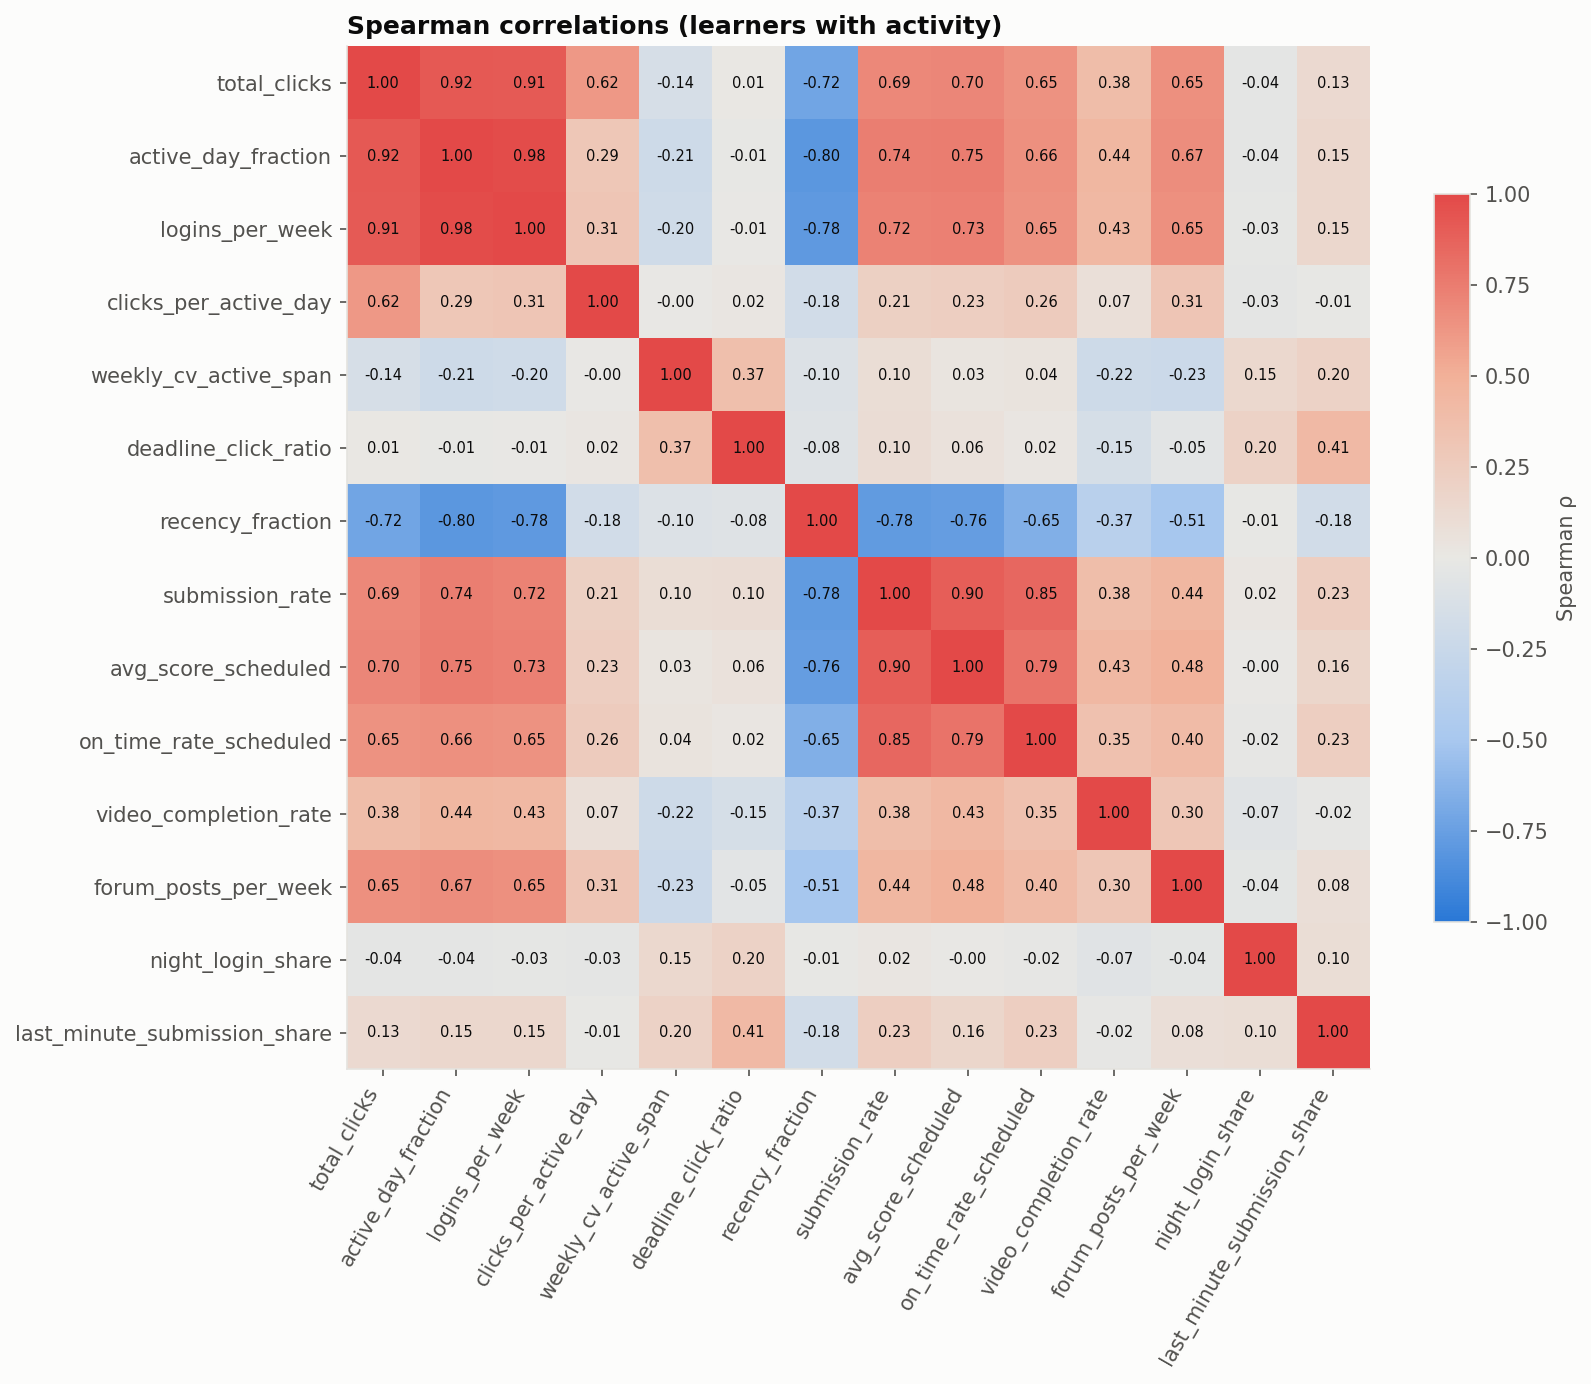 Spearman correlations (learners with activity)
total_clicks 1.00 0.92 0.91 0.62 -0.14 0.01 -0.72 0.69 0.70 0.65 0.38 0.65 -0.04 0.13
active_day_fraction 0.92 1.00 0.98 0.29 -0.21 -0.01 -0.80 0.74 0.75 0.66 0.44 0.67 -0.04 0.15
logins_per_week 0.91 0.98 1.00 0.31 -0.20 -0.01 -0.78 0.72 0.73 0.65 0.43 0.65 -0.03 0.15
clicks_per_active_day 0.62 0.29 0.31 1.00 -0.00 0.02 -0.18 0.21 0.23 0.26 0.07 0.31 -0.03 -0.01
weekly_cv_active_span -0.14 -0.21 -0.20 -0.00 1.00 0.37 -0.10 0.10 0.03 0.04 -0.22 -0.23 0.15 0.20
deadline_click_ratio 0.01 -0.01 -0.01 0.02 0.37 1.00 -0.08 0.10 0.06 0.02 -0.15 -0.05 0.20 0.41
recency_fraction -0.72 -0.80 -0.78 -0.18 -0.10 -0.08 1.00 -0.78 -0.76 -0.65 -0.37 -0.51 -0.01 -0.18
submission_rate 0.69 0.74 0.72 0.21 0.10 0.10 -0.78 1.00 0.90 0.85 0.38 0.44 0.02 0.23
avg_score_scheduled 0.70 0.75 0.73 0.23 0.03 0.06 -0.76 0.90 1.00 0.79 0.43 0.48 -0.00 0.16
on_time_rate_scheduled 0.65 0.66 0.65 0.26 0.04 0.02 -0.65 0.85 0.79 1.00 0.35 0.40 -0.02 0.23
video_completion_rate 0.38 0.44 0.43 0.07 -0.22 -0.15 -0.37 0.38 0.43 0.35 1.00 0.30 -0.07 -0.02
forum_posts_per_week 0.65 0.67 0.65 0.31 -0.23 -0.05 -0.51 0.44 0.48 0.40 0.30 1.00 -0.04 0.08
night_login_share -0.04 -0.04 -0.03 -0.03 0.15 0.20 -0.01 0.02 -0.00 -0.02 -0.07 -0.04 1.00 0.10
last_minute_submission_share 0.13 0.15 0.15 -0.01 0.20 0.41 -0.18 0.23 0.16 0.23 -0.02 0.08 0.10 1.00
total_clicks
active_day_fraction
logins_per_week
clicks_per_active_day
weekly_cv_active_span
deadline_click_ratio
recency_fraction
submission_rate
avg_score_scheduled
on_time_rate_scheduled
video_completion_rate
forum_posts_per_week
night_login_share
last_minute_submission_share
1.00
0.75
0.50
0.25
0.00
−0.25
−0.50
−0.75
−1.00
Spearman ρ